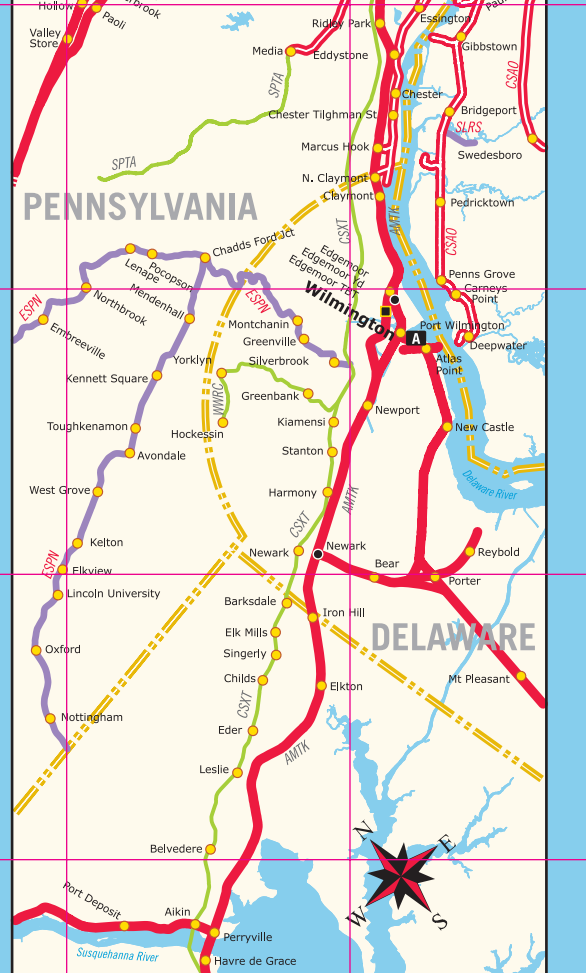 Hollow
Paoli
Valley
Store
Ridley Park
Essington
Gibbstown
Media
Eddystone
SPTA
CSAO
Chester
Chester Tilghman St
Bridgeport
SLRS
Swedesboro
Marcus Hook
SPTA
N. Claymont
Claymont
PENNSYLVANIA
Pedricktown
CSXT
AMTK
CSAO
Chadds Ford Jct
Lenape
Pocopson
Edgemoor
Edgemoor Yd
Edgemoor TBT
Penns Grove
Carneys
Point
Northbrook
Mendenhall
ESPN
ESPN
Wilmington
Embreeville
Montchanin
Greenville
Port Wilmington
A
Deepwater
Yorklyn
Silverbrook
Atlas
Point
Kennett Square
WWRC
Greenbank
Newport
Toughkenamon
Hockessin
Kiamensi
New Castle
Avondale
Stanton
West Grove
Harmony
AMTK
Delaware River
CSXT
Kelton
Newark
Newark
Reybold
ESPN
Elkview
Bear
Porter
Lincoln University
Barksdale
Iron Hill
Elk Mills
DELAWARE
Oxford
Singerly
Childs
Elkton
Mt Pleasant
CSXT
Nottingham
Eder
AMTK
Leslie
N
E
Belvedere
W
S
Port Deposit
Aikin
Perryville
Susquehanna River
Havre de Grace